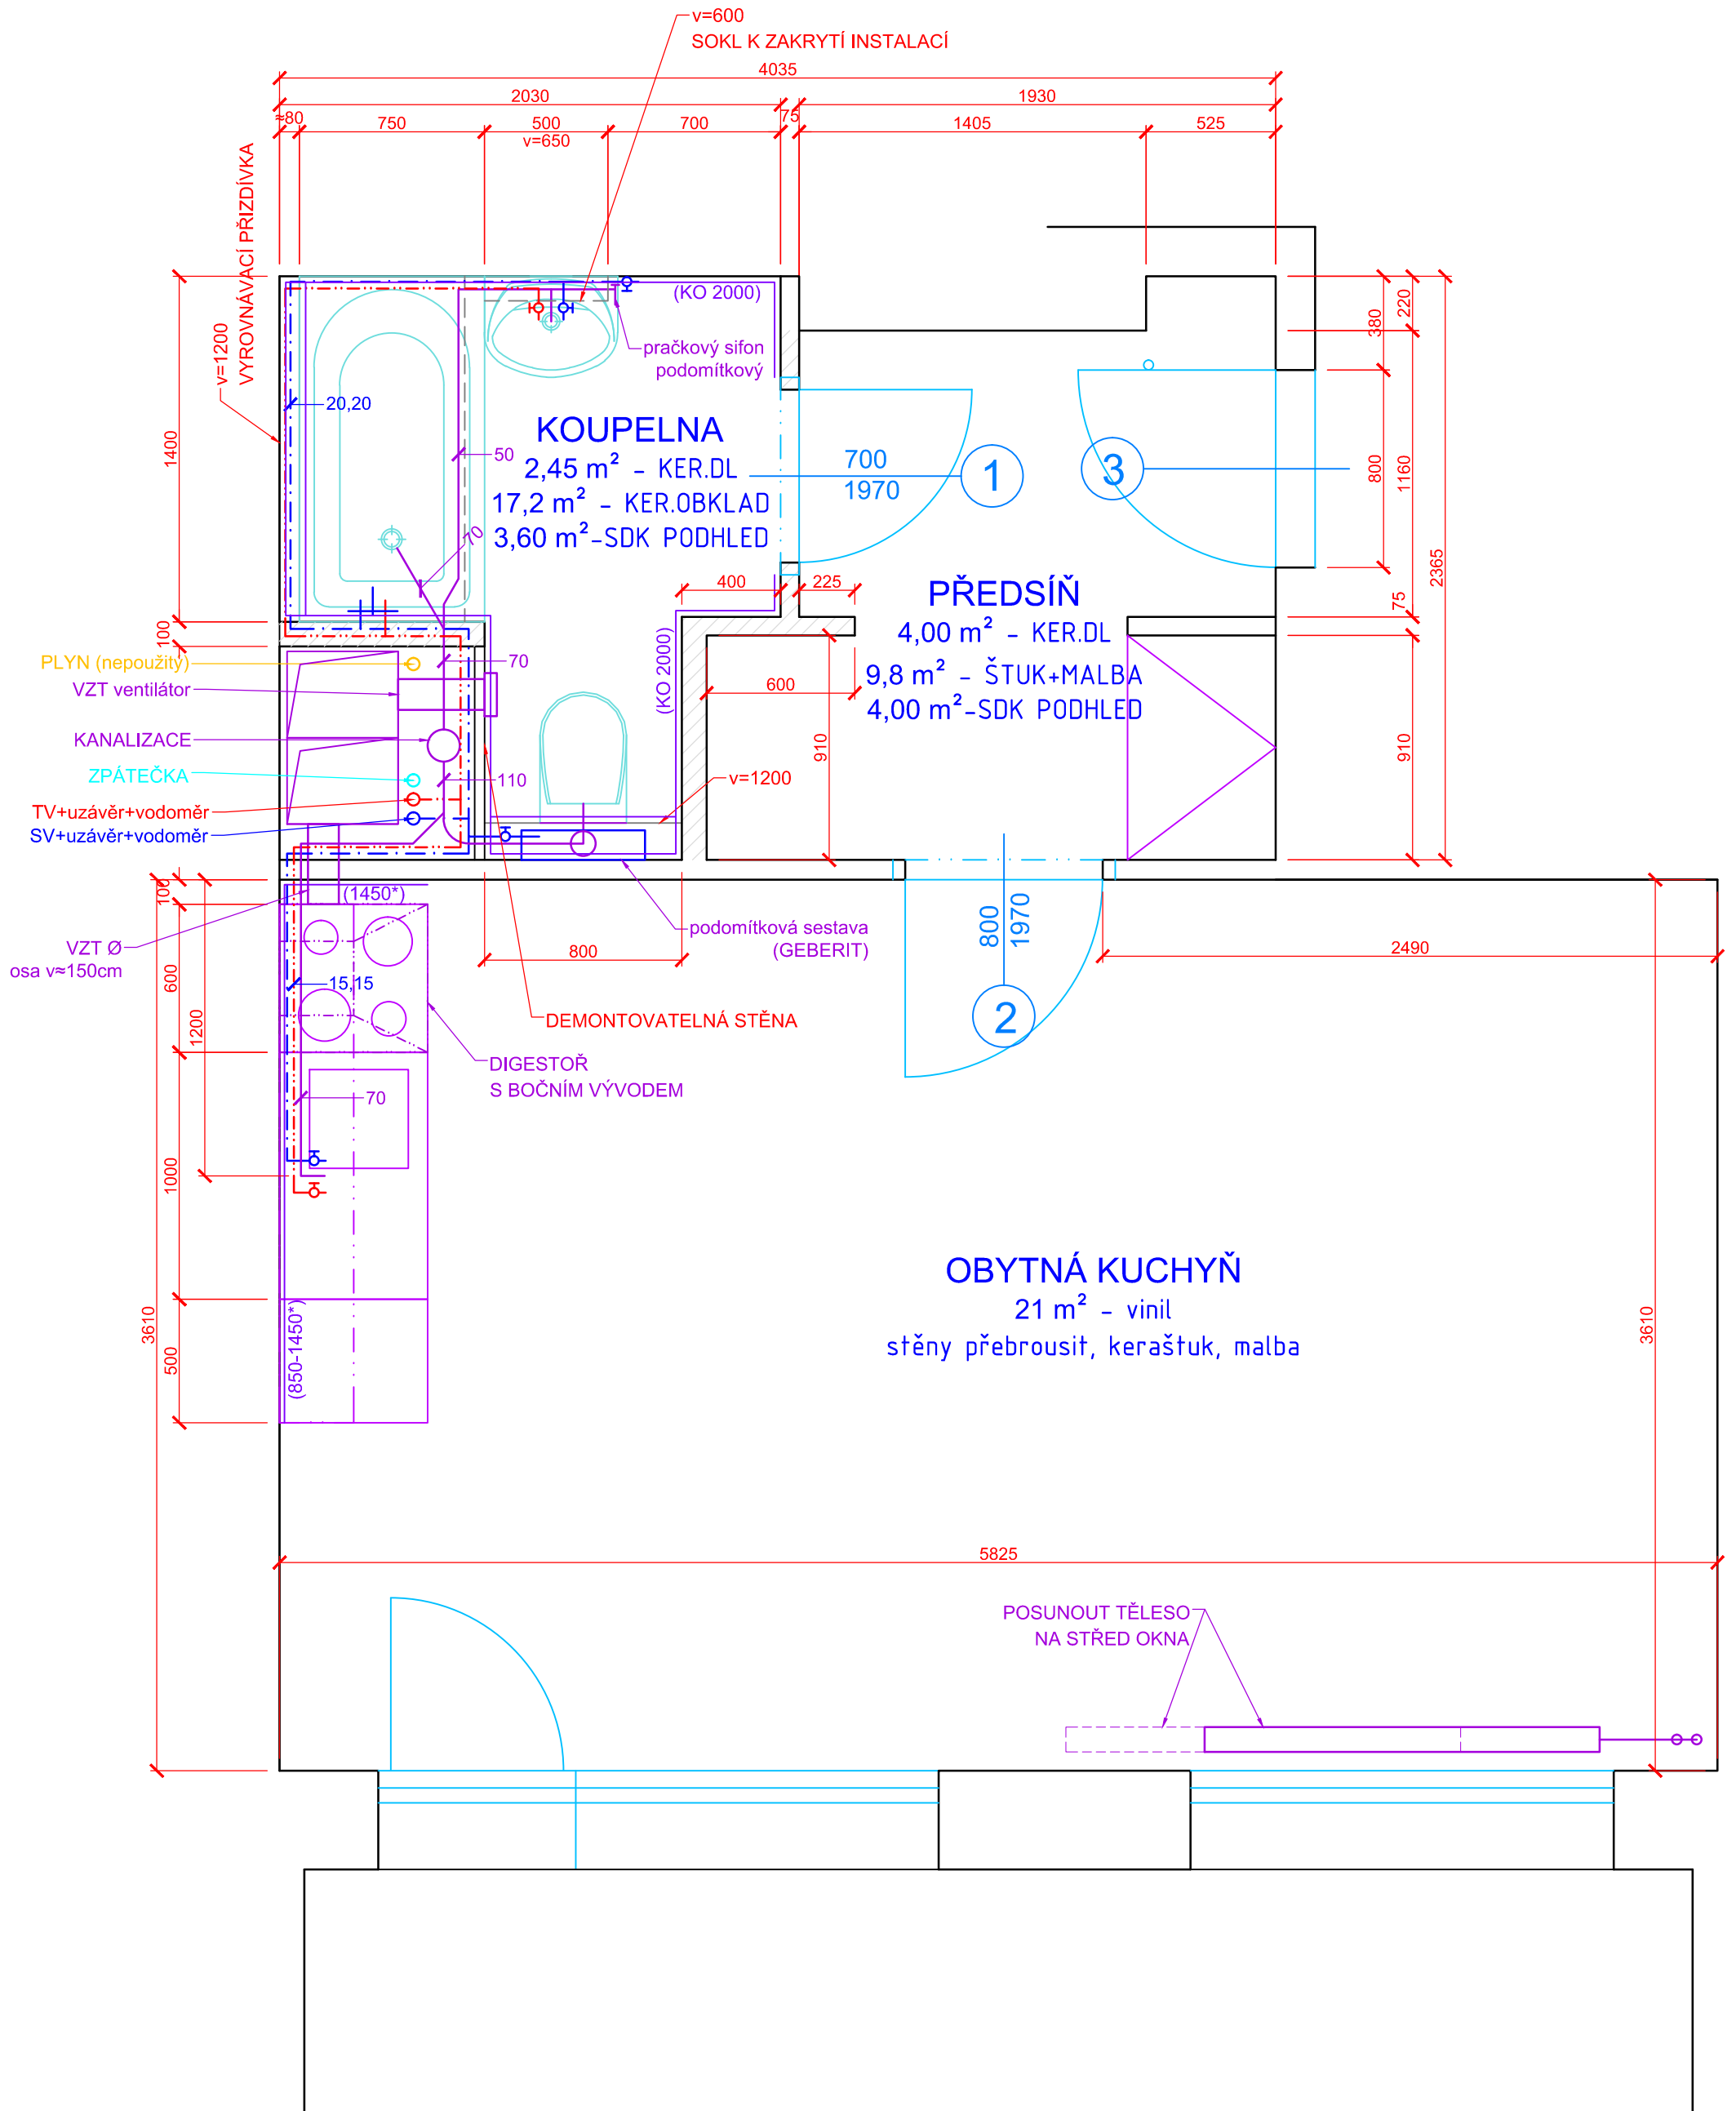 v=600
SOKL K ZAKRYTÍ INSTALACÍ
4035
2030
1930
≈80
750
500
700
75
1405
525
v=650
VYROVNÁVACÍ PŘIZDÍVKA
v=1200
(KO 2000)
pračkový sifon
podomítkový
380
220
20,20
1400
KOUPELNA
2,45 m² - KER.DL
17,2 m² - KER.OBKLAD
3,60 m²-SDK PODHLED
50
70
700
1970
1
3
800
1160
2365
400
225
75
PŘEDSÍŇ
4,00 m² - KER.DL
9,8 m² - ŠTUK+MALBA
4,00 m²-SDK PODHLED
100
PLYN (nepoužitý)
VZT ventilátor
70
(KO 2000)
600
KANALIZACE
ZPÁTEČKA
110
v=1200
910
910
TV+uzávěr+vodoměr
SV+uzávěr+vodoměr
100
(1450*)
VZT Ø
osa v≈150cm
podomítková sestava
(GEBERIT)
800
800
1970
2490
600
15,15
1200
DEMONTOVATELNÁ STĚNA
2
DIGESTOŘ
S BOČNÍM VÝVODEM
70
1000
OBYTNÁ KUCHYŇ
21 m² - vinil
stěny přebrousit, keraštuk, malba
3610
500
(850-1450*)
3610
5825
POSUNOUT TĚLESO
NA STŘED OKNA